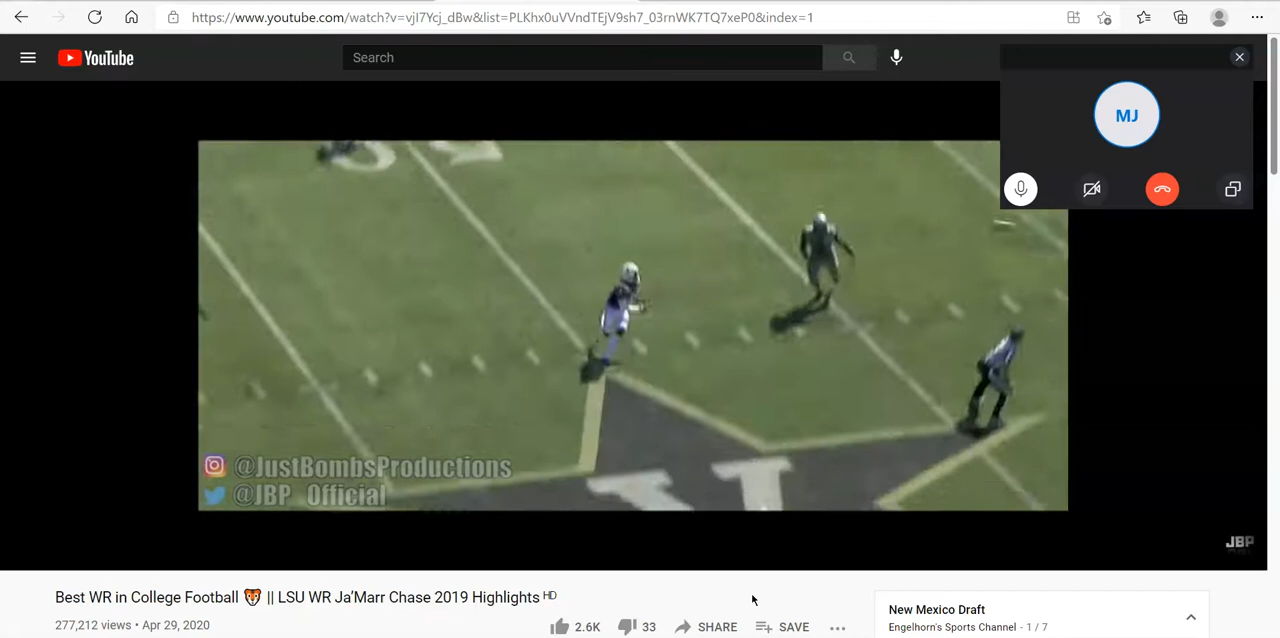 https://www.youtube.com/watch?v=vjI7Ycj_dBw&list=PLKhx0uVVndTEjV9sh7_03rnWK7TQ7xeP0&index=1
YouTube
Search
MJ
V
@JustBombsProductions
@JBP_Official
JBP
Best WR in College Football 🐯 || LSU WR Ja'Marr Chase 2019 Highlights HD
277,212 views • Apr 29, 2020
2.6K
33
SHARE
SAVE
New Mexico Draft
Engelhorn's Sports Channel - 1 / 7